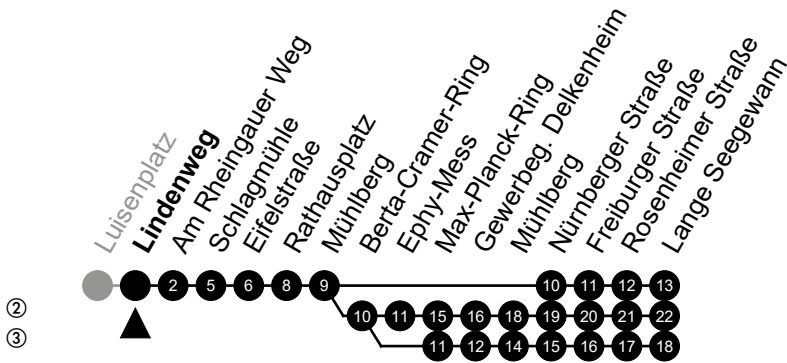 Luisenplatz
Lindenweg
Am Rheingauer Weg
Schlagmühle
Eifelstraße
Rathausplatz
Mühlberg
Berta-Cramer-Ring
Ephy-Mess
Max-Planck-Ring
Gewerbeg. Delkenheim
Mühlberg
Nürnberger Straße
Freiburger Straße
Rosenheimer Straße
Lange Seegewann
2 5 6 8 9 10 11 12 13
② 10 11 15 16 18 19 20 21 22
③ 11 12 14 15 16 17 18